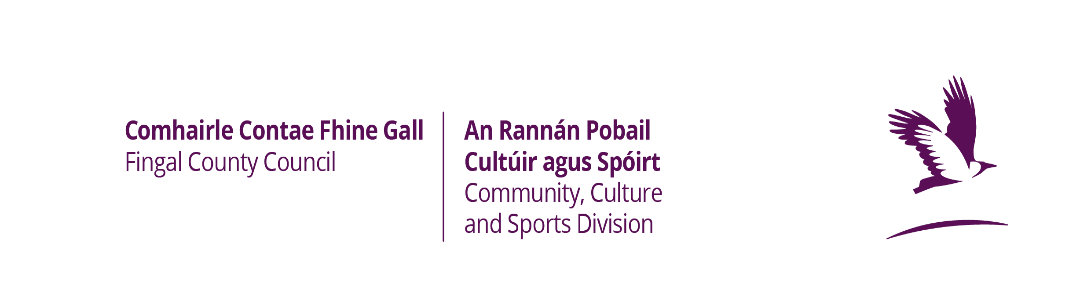 Comhairle Contae Fhine Gall
Fingal County Council
An Rannán Pobail
Cultúir agus Spóirt
Community, Culture
and Sports Division